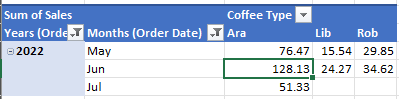 Sum of Sales Coffee Type
Years (Orde Months (Order Date) Ara Lib Rob
2022 May 76.47 15.54 29.85
Jun 128.13 24.27 34.62
Jul 51.33